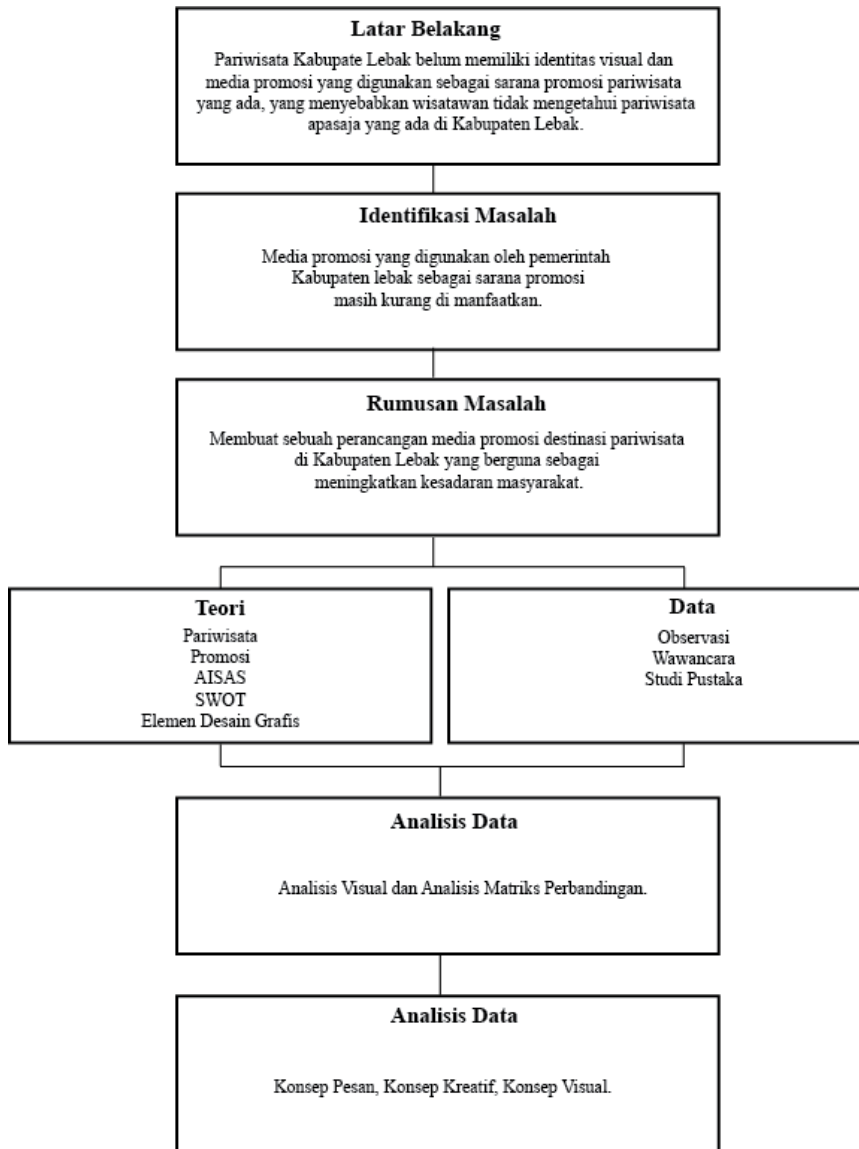 Latar Belakang
Pariwisata Kabupate Lebak belum memiliki identitas visual dan
media promosi yang digunakan sebagai sarana promosi pariwisata
yang ada, yang menyebabkan wisatawan tidak mengetahui pariwisata
apasaja yang ada di Kabupaten Lebak.
Identifikasi Masalah
Media promosi yang digunakan oleh pemerintah
Kabupaten lebak sebagai sarana promosi
masih kurang di manfaatkan.
Rumusan Masalah
Membuat sebuah perancangan media promosi destinasi pariwisata
di Kabupaten Lebak yang berguna sebagai
meningkatkan kesadaran masyarakat.
Teori
Pariwisata
Promosi
AISAS
SWOT
Elemen Desain Grafis
Data
Observasi
Wawancara
Studi Pustaka
Analisis Data
Analisis Visual dan Analisis Matriks Perbandingan.
Analisis Data
Konsep Pesan, Konsep Kreatif, Konsep Visual.